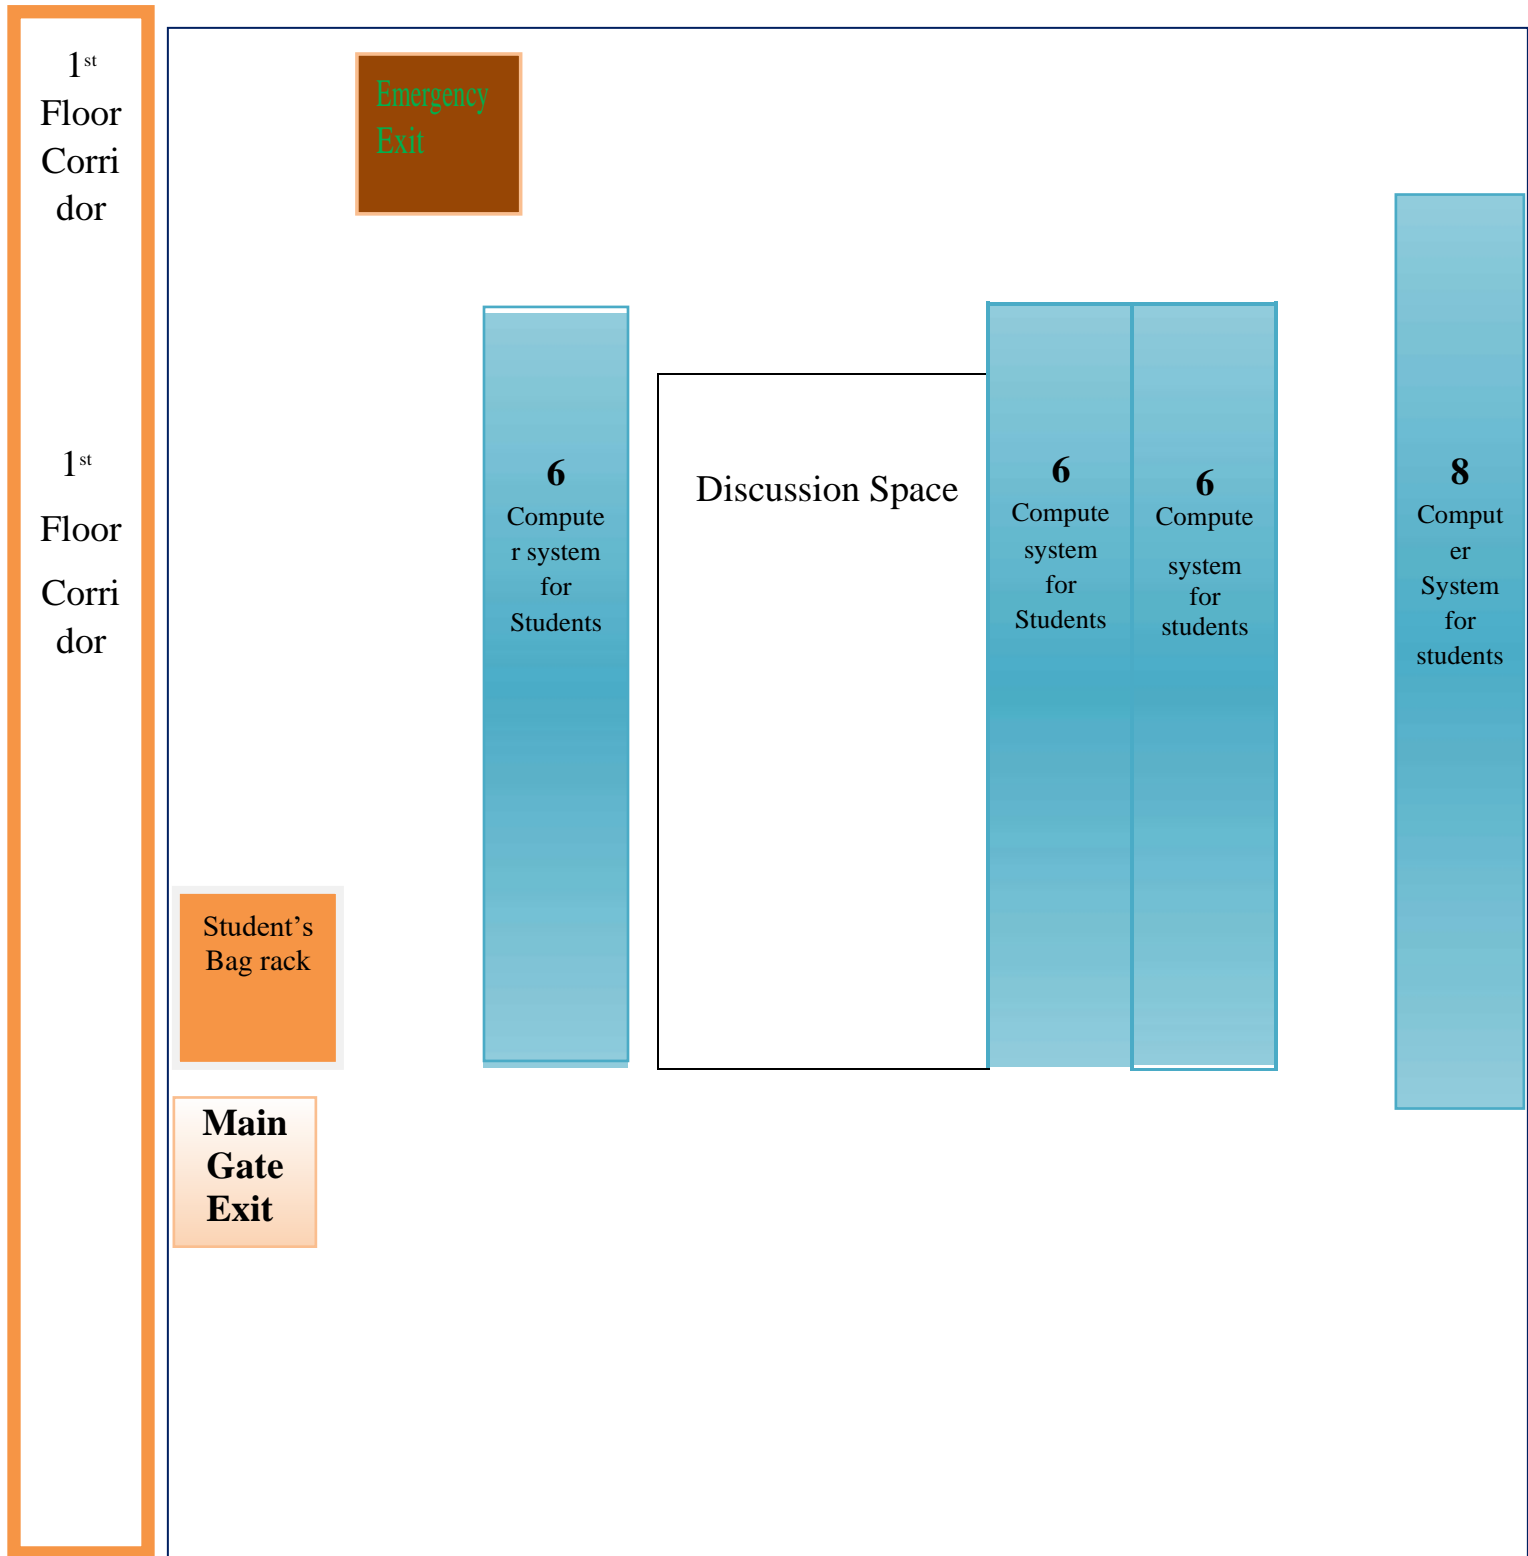 1st
Floor
Corri
dor
1st
Floor
Corri
dor
Emergency
Exit
6
Compute
r system
for
Students
Discussion Space
6
Compute
system
for
Students
6
Compute
system
for
students
8
Comput
er
System
for
students
Student’s
Bag rack
Main
Gate
Exit